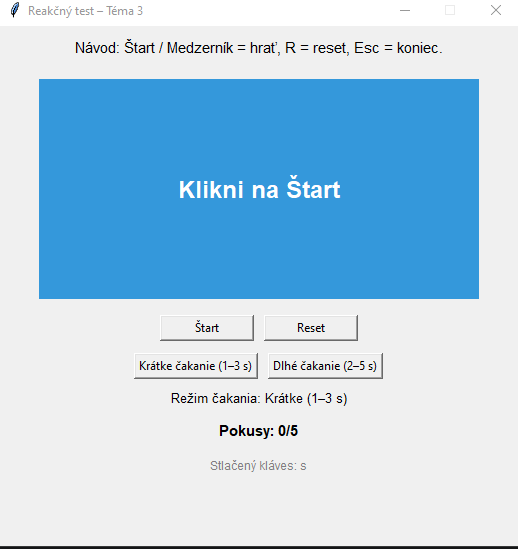 Reakčný test – Téma 3
Návod: Štart / Medzerník = hrať, R = reset, Esc = koniec.
Klikni na Štart
Štart Reset
Krátke čakanie (1–3 s) Dlhé čakanie (2–5 s)
Režim čakania: Krátke (1–3 s)
Pokusy: 0/5
Stlačený kláves: s